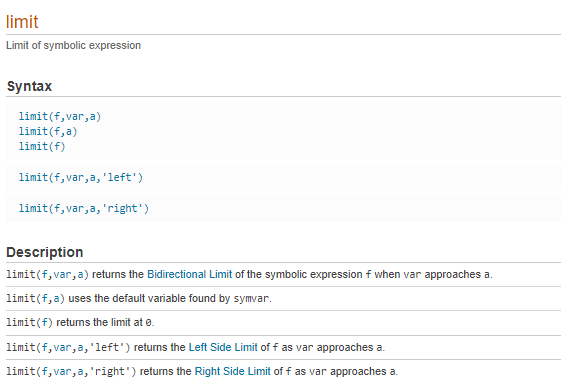 limit
Limit of symbolic expression
Syntax
limit(f,var,a)
limit(f,a)
limit(f)
limit(f,var,a,'left')
limit(f,var,a,'right')
Description
limit(f,var,a) returns the Bidirectional Limit of the symbolic expression f when var approaches a.
limit(f,a) uses the default variable found by symvar.
limit(f) returns the limit at 0.
limit(f,var,a,'left') returns the Left Side Limit of f as var approaches a.
limit(f,var,a,'right') returns the Right Side Limit of f as var approaches a.